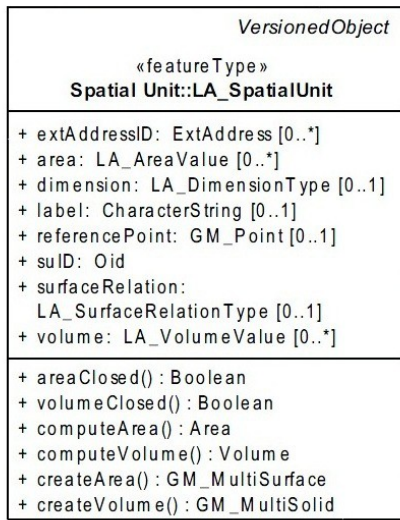 VersionedObject
«featureType»
Spatial Unit::LA_SpatialUnit
+ extAddressID: ExtAddress [0..*]
+ area: LA_AreaValue [0..*]
+ dimension: LA_DimensionType [0..1]
+ label: CharacterString [0..1]
+ referencePoint: GM_Point [0..1]
+ suID: Oid
+ surfaceRelation:
LA_SurfaceRelationType [0..1]
+ volume: LA_VolumeValue [0..*]
+ areaClosed() : Boolean
+ volumeClosed() : Boolean
+ computeArea() : Area
+ computeVolume() : Volume
+ createArea() : GM_MultiSurface
+ createVolume() : GM_MultiSolid